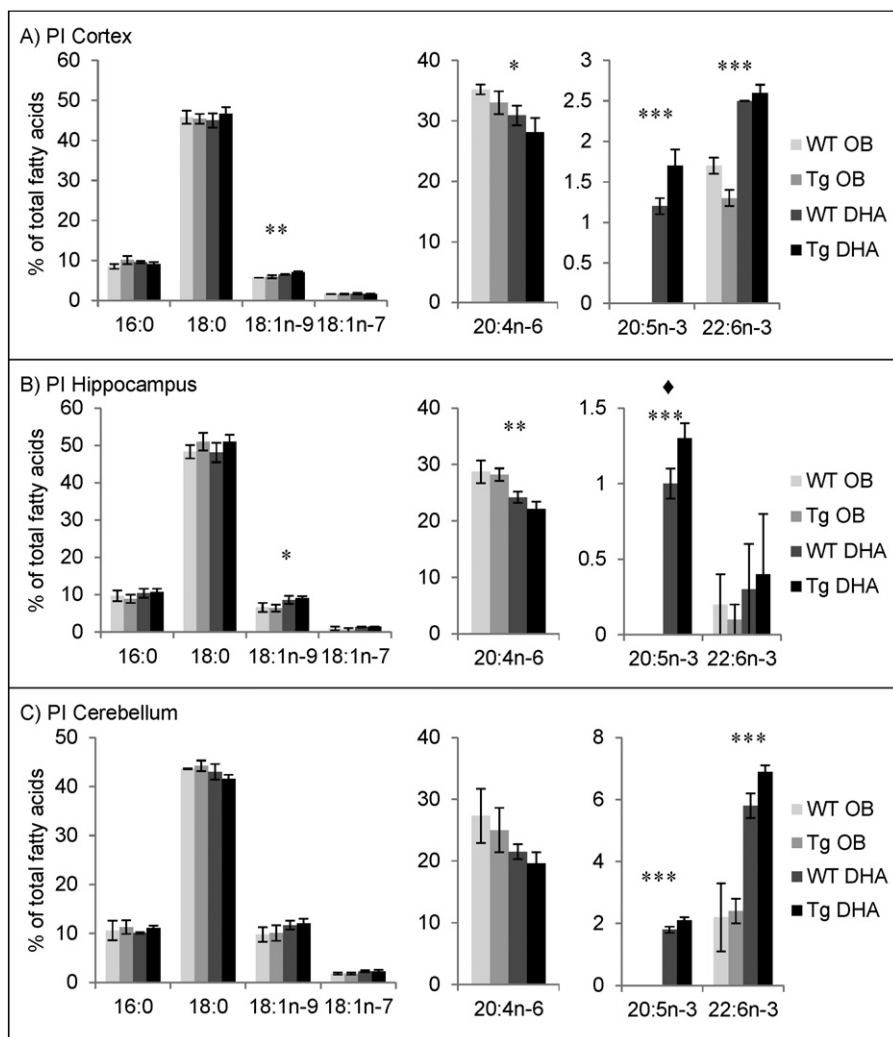 A) PI Cortex
% of total fatty acids
60
50
40
30
20
10
0
**
16:0 18:0 18:1n-9 18:1n-7
40
30
20
10
0
*
20:4n-6
3
2.5
2
1.5
1
0.5
0
***
***
20:5n-3 22:6n-3
WT OB
Tg OB
WT DHA
Tg DHA
B) PI Hippocampus
% of total fatty acids
60
50
40
30
20
10
0
*
16:0 18:0 18:1n-9 18:1n-7
40
30
20
10
0
**
20:4n-6
1.5
1
0.5
0
♦
***
20:5n-3 22:6n-3
WT OB
Tg OB
WT DHA
Tg DHA
C) PI Cerebellum
% of total fatty acids
50
40
30
20
10
0
16:0 18:0 18:1n-9 18:1n-7
40
30
20
10
0
20:4n-6
8
6
4
2
0
***
***
20:5n-3 22:6n-3
WT OB
Tg OB
WT DHA
Tg DHA